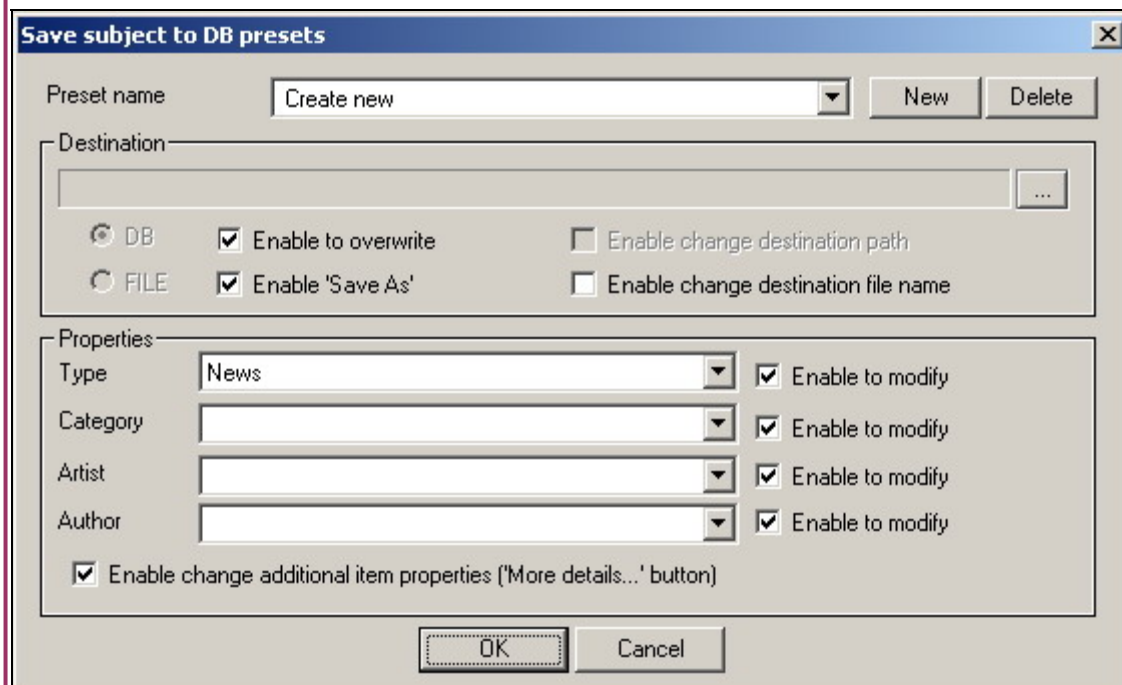 Save subject to DB presets
Preset name Create new New Delete
Destination
...
DB Enable to overwrite Enable change destination path
FILE Enable 'Save As' Enable change destination file name
Properties
Type News Enable to modify
Category Enable to modify
Artist Enable to modify
Author Enable to modify
Enable change additional item properties ('More details...' button)
OK Cancel